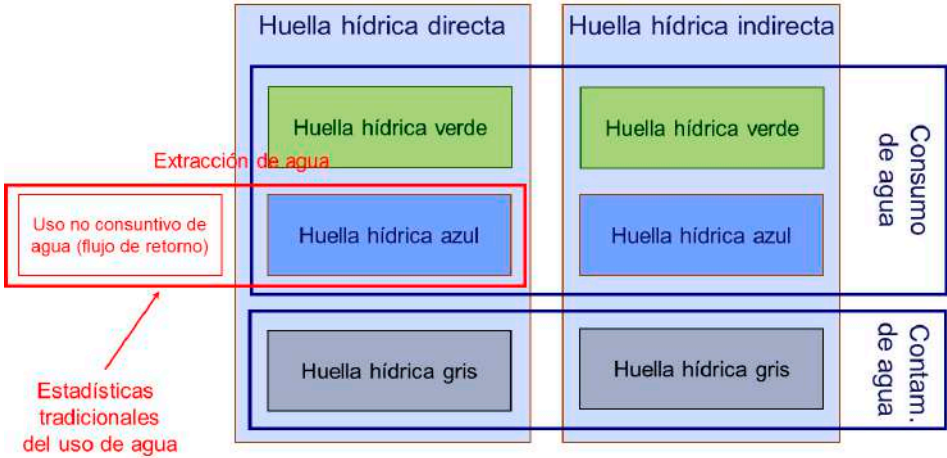 Huella hídrica directa
Huella hídrica indirecta
Huella hídrica verde
Huella hídrica verde
Extracción de agua
Uso no consuntivo de
agua (flujo de retorno)
Huella hídrica azul
Huella hídrica azul
Consumo
de agua
Huella hídrica gris
Huella hídrica gris
Contam.
de agua
Estadísticas
tradicionales
del uso de agua